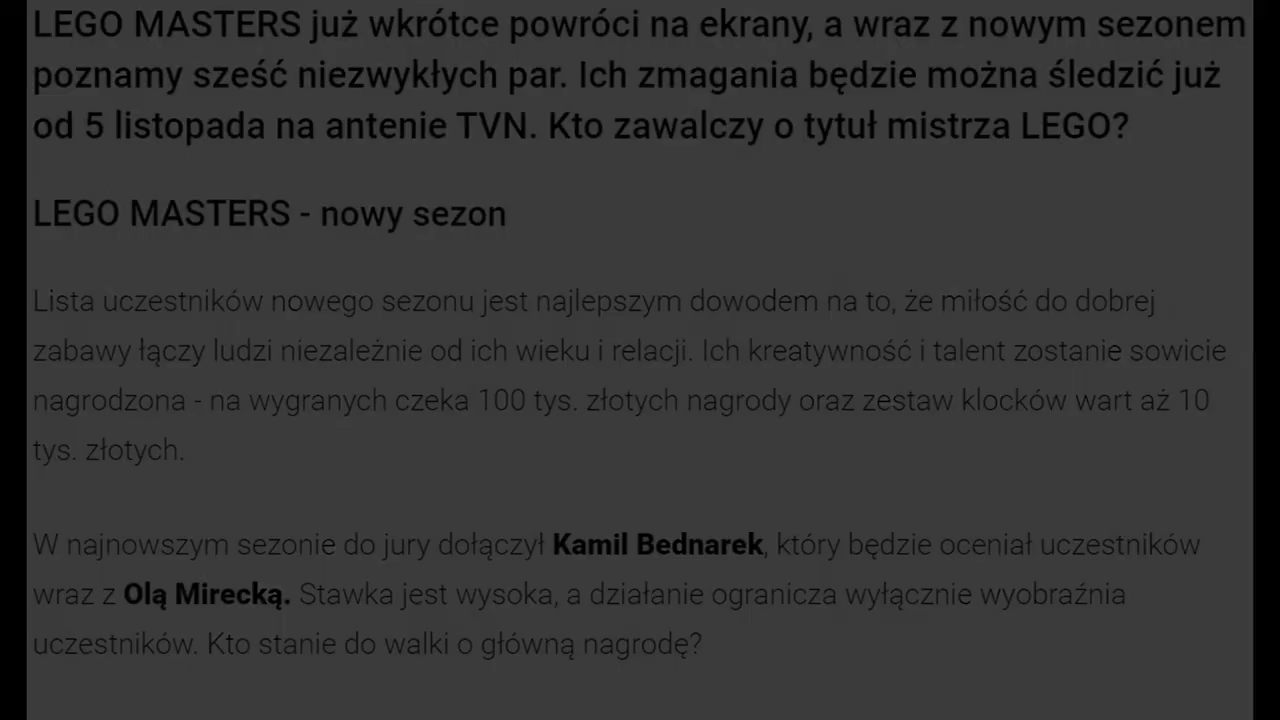 LEGO MASTERS już wkrótce powróci na ekrany, a wraz z nowym sezonem
poznamy sześć niezwykłych par. Ich zmagania będzie można śledzić już
od 5 listopada na antenie TVN. Kto zawalczy o tytuł mistrza LEGO?
LEGO MASTERS - nowy sezon
Lista uczestników nowego sezonu jest najlepszym dowodem na to, że miłość do dobrej
zabawy łączy ludzi niezależnie od ich wieku i relacji. Ich kreatywność i talent zostanie sowicie
nagrodzona - na wygranych czeka 100 tys. złotych nagrody oraz zestaw klocków wart aż 10
tys. złotych.
W najnowszym sezonie do jury dołączył Kamil Bednarek, który będzie oceniał uczestników
wraz z Olą Mirecką. Stawka jest wysoka, a działanie ogranicza wyłącznie wyobraźnia
uczestników. Kto stanie do walki o główną nagrodę?